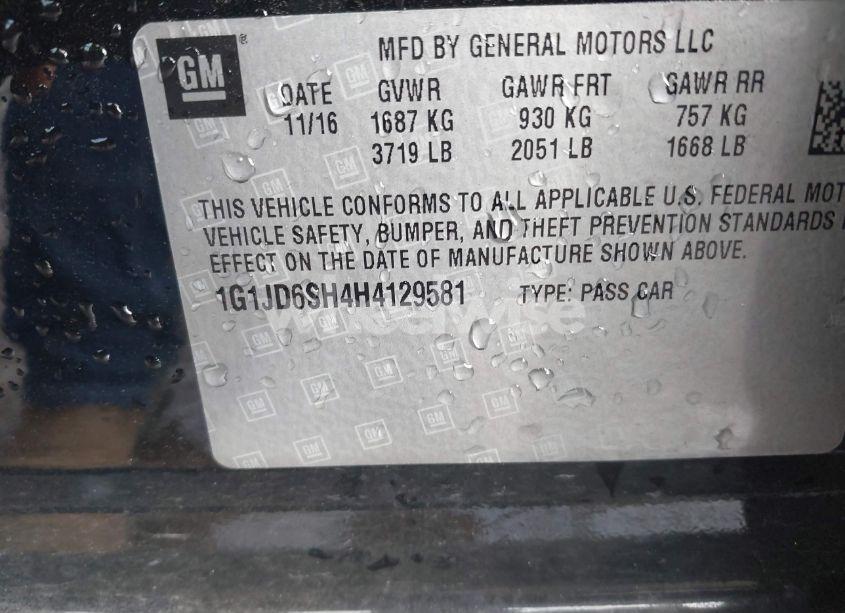 GM ® MFD BY GENERAL MOTORS LLC
DATE GVWR GAWR FRT GAWR RR
11/16 1687 KG 930 KG 757 KG
3719 LB 2051 LB 1668 LB
THIS VEHICLE CONFORMS TO ALL APPLICABLE U.S. FEDERAL MOT
VEHICLE SAFETY, BUMPER, AND THEFT PREVENTION STANDARDS
EFFECT ON THE DATE OF MANUFACTURE SHOWN ABOVE.
1G1JD6SH4H4129581 TYPE: PASS CAR